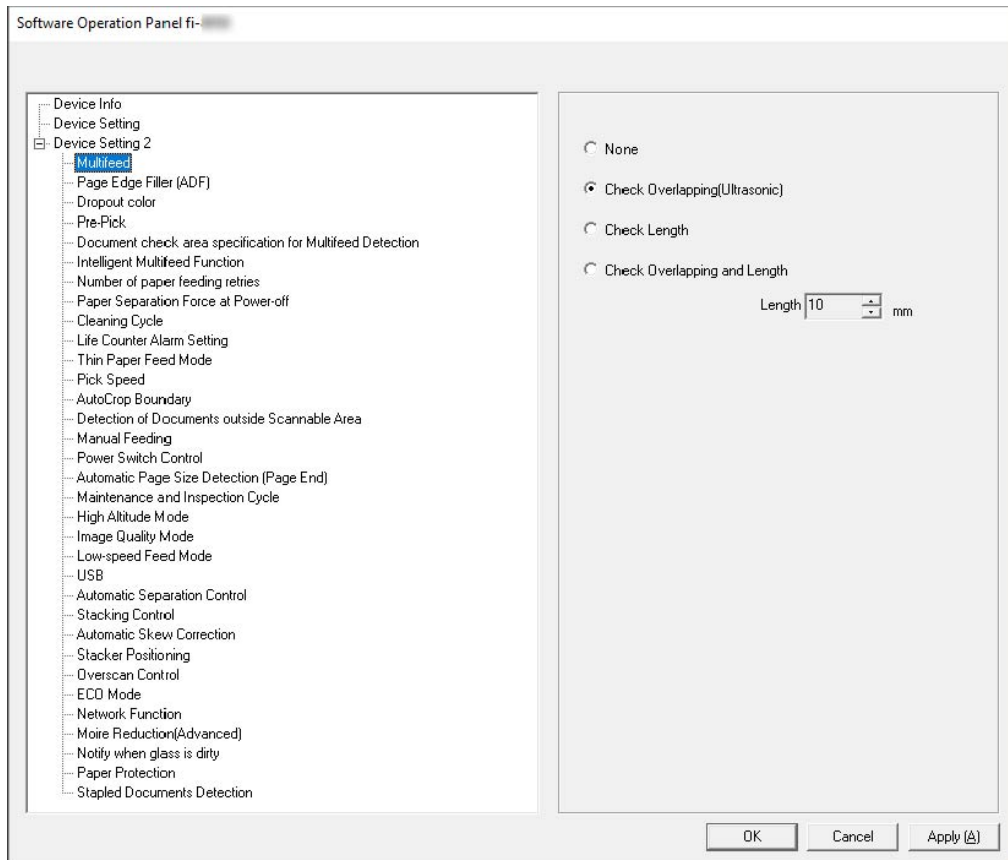 Software Operation Panel fi-
Device Info
Device Setting
Device Setting 2
Multifeed
Page Edge Filler (ADF)
Dropout color
Pre-Pick
Document check area specification for Multifeed Detection
Intelligent Multifeed Function
Number of paper feeding retries
Paper Separation Force at Power-off
Cleaning Cycle
Life Counter Alarm Setting
Thin Paper Feed Mode
Pick Speed
AutoCrop Boundary
Detection of Documents outside Scannable Area
Manual Feeding
Power Switch Control
Automatic Page Size Detection (Page End)
Maintenance and Inspection Cycle
High Altitude Mode
Image Quality Mode
Low-speed Feed Mode
USB
Automatic Separation Control
Stacking Control
Automatic Skew Correction
Stacker Positioning
Overscan Control
ECO Mode
Network Function
Moire Reduction(Advanced)
Notify when glass is dirty
Paper Protection
Stapled Documents Detection
None
Check Overlapping(Ultrasonic)
Check Length
Check Overlapping and Length
Length 10 mm
OK Cancel Apply (A)